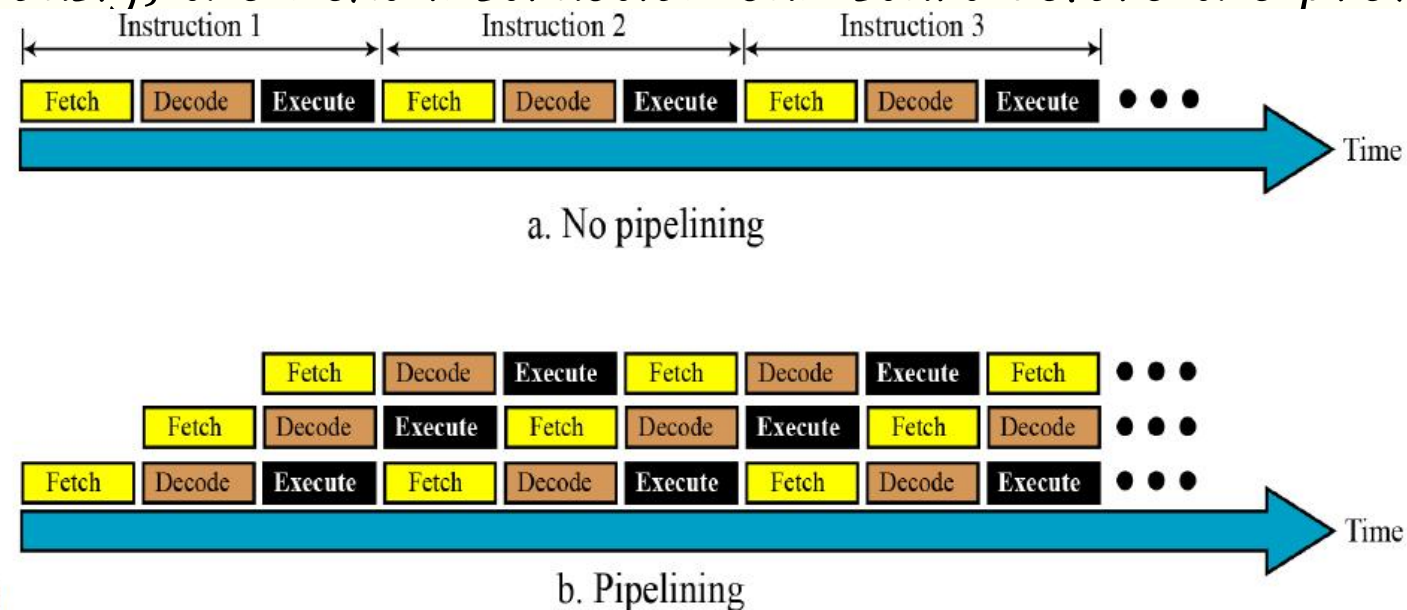 Instruction 1 Instruction 2 Instruction 3
Fetch Decode Execute Fetch Decode Execute Fetch Decode Execute ● ● ●
Time
a. No pipelining
Fetch Decode Execute Fetch Decode Execute Fetch ● ● ●
Fetch Decode Execute Fetch Decode Execute Fetch Decode ● ● ●
Fetch Decode Execute Fetch Decode Execute Fetch Decode Execute ● ● ●
Time
b. Pipelining